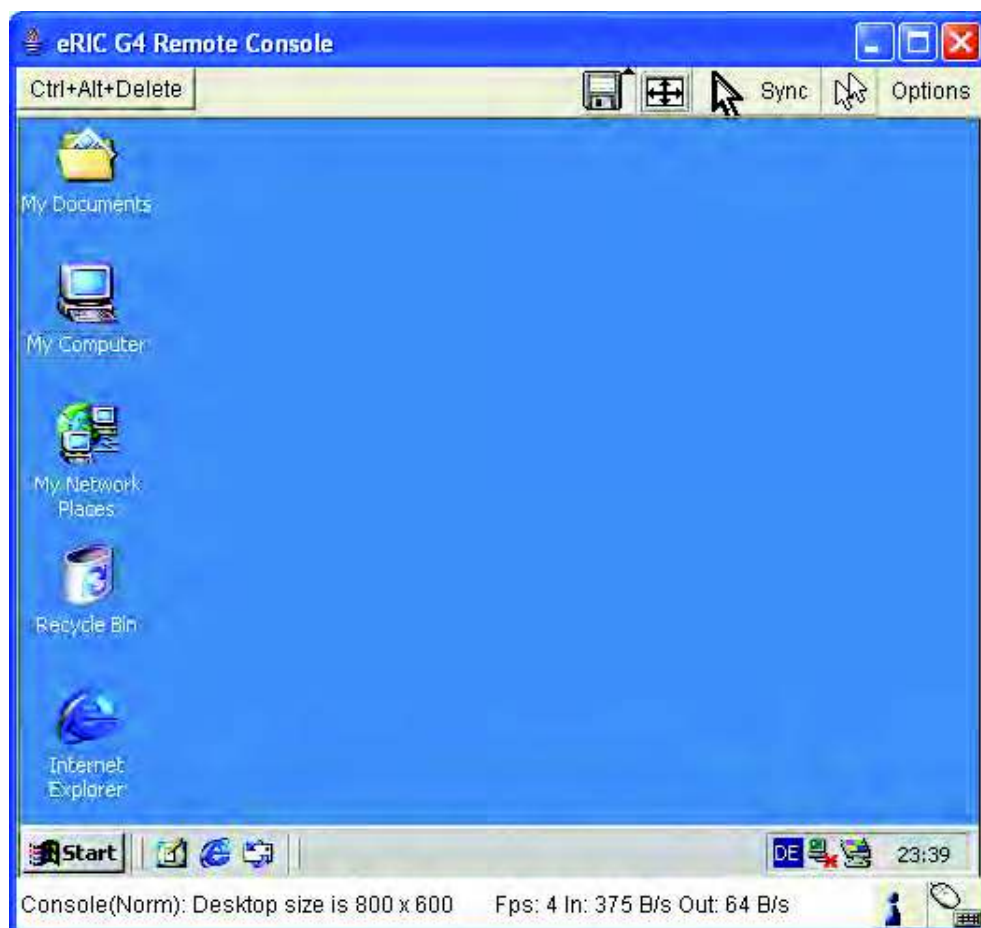 eRIC G4 Remote Console
Ctrl+Alt+Delete
Sync
Options
My Documents
My Computer
My Network
Places
Recycle Bin
Internet
Explorer
Start
DE
23:39
Console(Norm): Desktop size is 800 x 600 Fps: 4 In: 375 B/s Out: 64 B/s